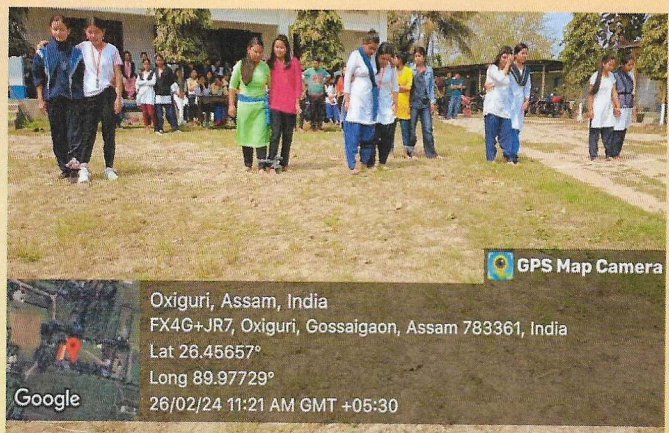 GPS Map Camera
Oxiguri, Assam, India
FX4G+JR7, Oxiguri, Gossaigaon, Assam 783361, India
Lat 26.45657°
Long 89.97729°
26/02/24 11:21 AM GMT +05:30
Google